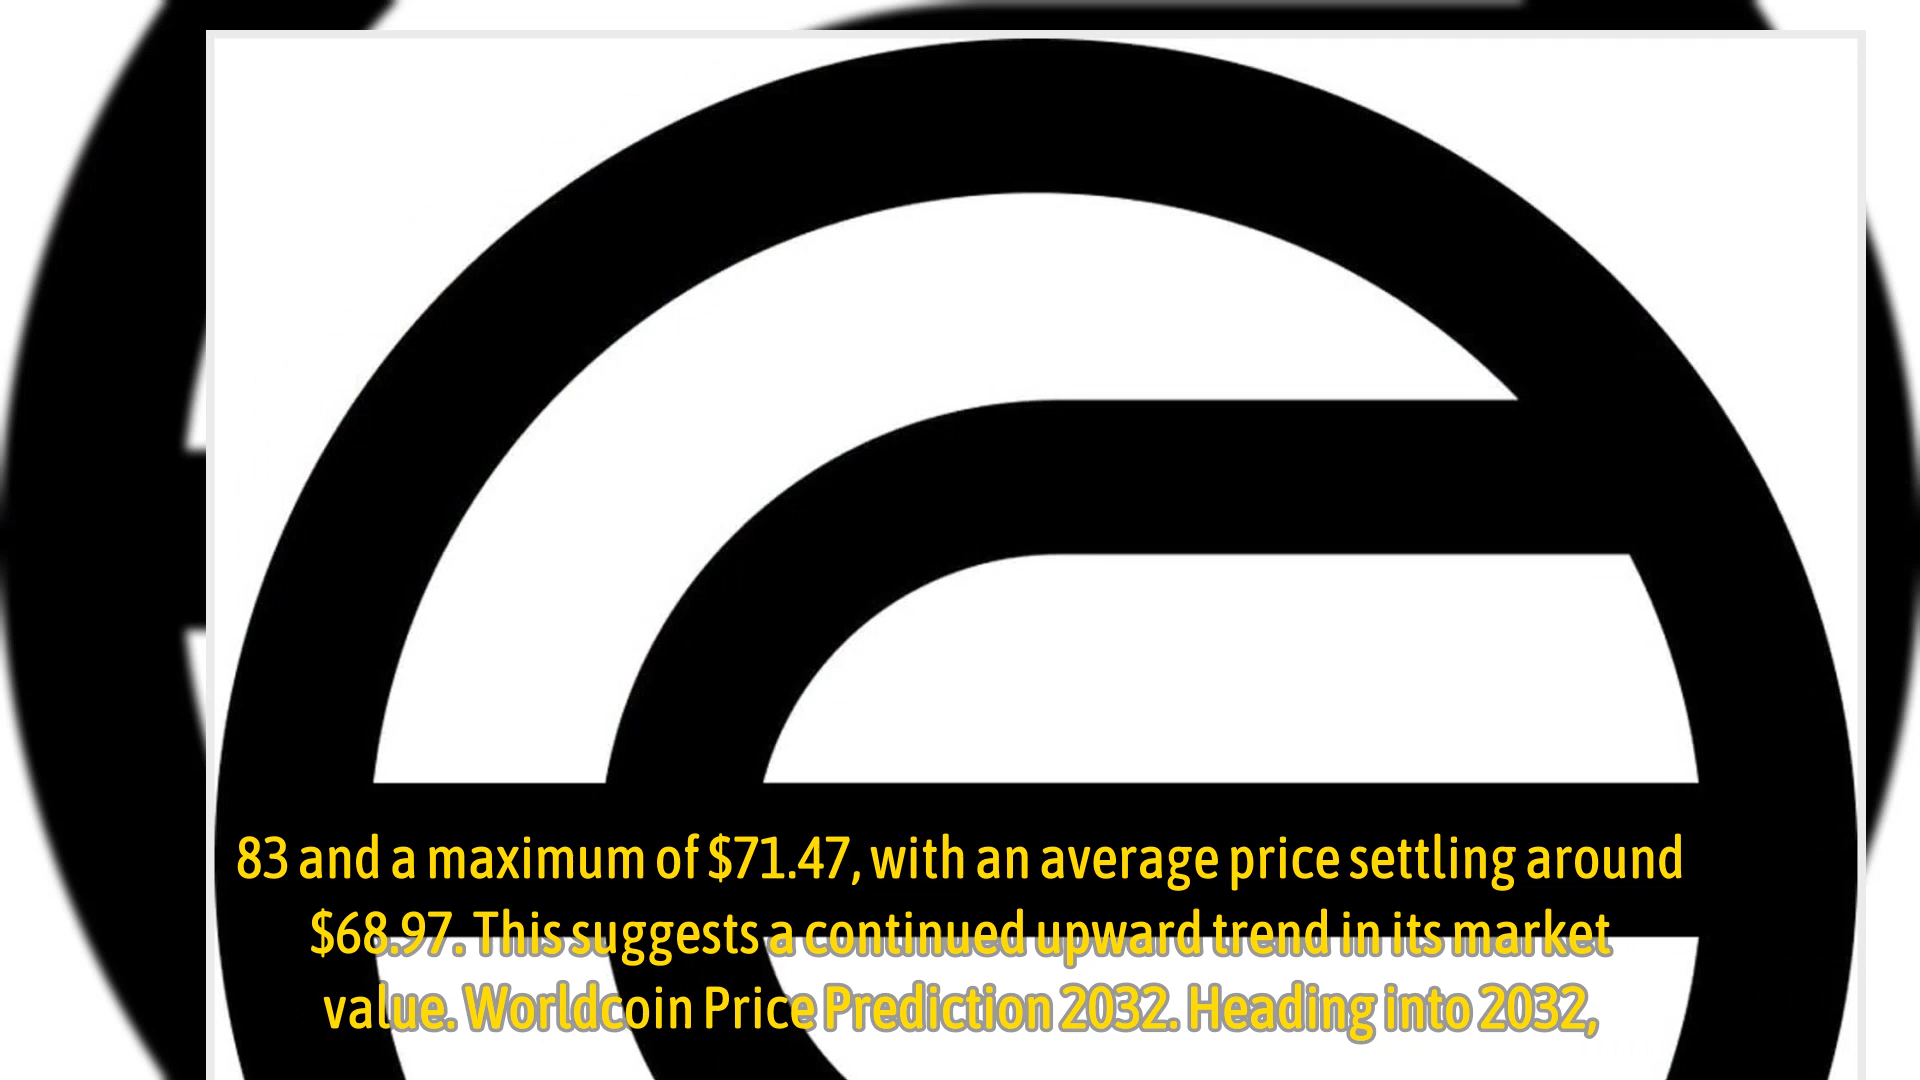 83 and a maximum of $71.47, with an average price settling around
$68.97. This suggests a continued upward trend in its market
value. Worldcoin Price Prediction 2032. Heading into 2032,